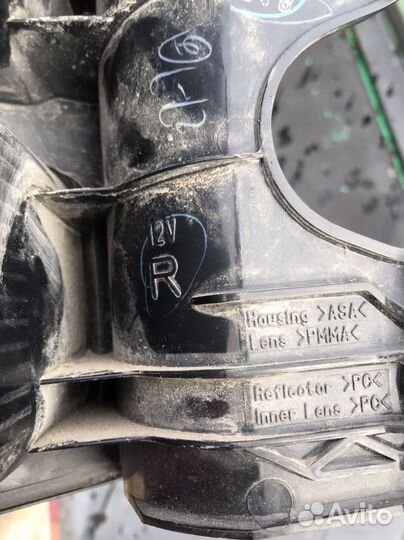 12V
R
Housing >ASA<
Lens >PMMA<
Reflector >PC<
Inner Lens >PC<
Avito